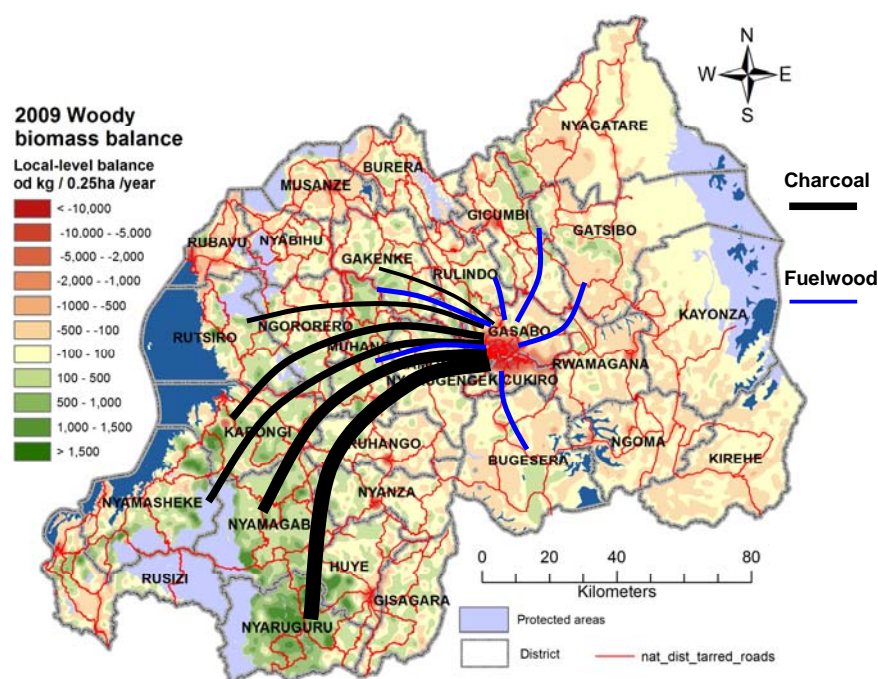 N
W E
S
2009 Woody
biomass balance
Local-level balance
od kg / 0.25ha /year
< -10,000
-10.000 - -5.000
-5,000 - -2,000
-2,000 - -1,000
-1000 - -500
-500 - -100
-100 - 100
100 - 500
500 - 1,000
1,000 - 1,500
> 1,500
Charcoal
Fuelwood
NYAGATARE
BURERA
MUSANZE
GICUMBI
GATSIBO
RUBAVU
NYABIHU
GAKENKE
RULINDO
KAYONZA
RUTSIRO
NGORORERO
GASABO
MUHANG
RWAMAGANA
KICUKIRO
KARONGI
RUHANGO
BUGESERA
NGOMA
KIREHE
NYAMASHEKE
NYANZA
NYAMAGAB
RUSIZI
HUYE
GISAGARA
NYARUGURU
0 20 40 60 80
Kilometers
Protected areas
District
nat_dist_tarred_roads